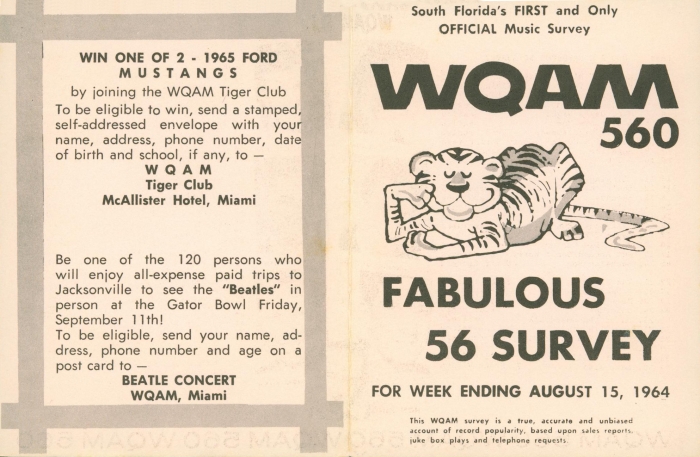 WIN ONE OF 2 - 1965 FORD
MUSTANGS
by joining the WQAM Tiger Club
To be eligible to win, send a stamped,
self-addressed envelope with your
name, address, phone number, date
of birth and school, if any, to —
WQAM
Tiger Club
McAllister Hotel, Miami
Be one of the 120 persons who
will enjoy all-expense paid trips to
Jacksonville to see the "Beatles" in
person at the Gator Bowl Friday,
September 11th!
To be eligible, send your name, ad-
dress, phone number and age on a
post card to —
BEATLE CONCERT
WQAM, Miami
South Florida's FIRST and Only
OFFICIAL Music Survey
WQAM
560
FABULOUS
56 SURVEY
FOR WEEK ENDING AUGUST 15, 1964
This WQAM survey is a true, accurate and unbiased
account of record popularity, based upon sales reports,
juke box plays and telephone requests.